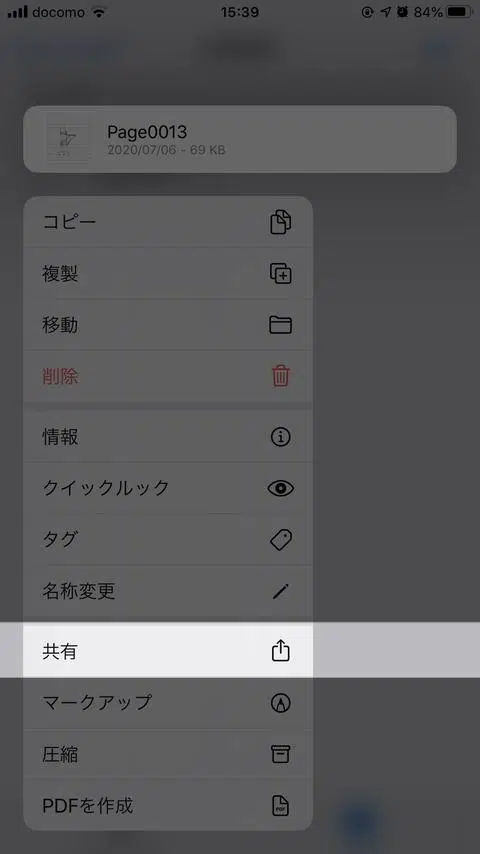 docomo 15:39 84%
Page0013
2020/07/06 - 69 KB
コピー
複製
移動
削除
情報
クイックルック
タグ
名称変更
共有
マークアップ
圧縮
PDFを作成
PDF